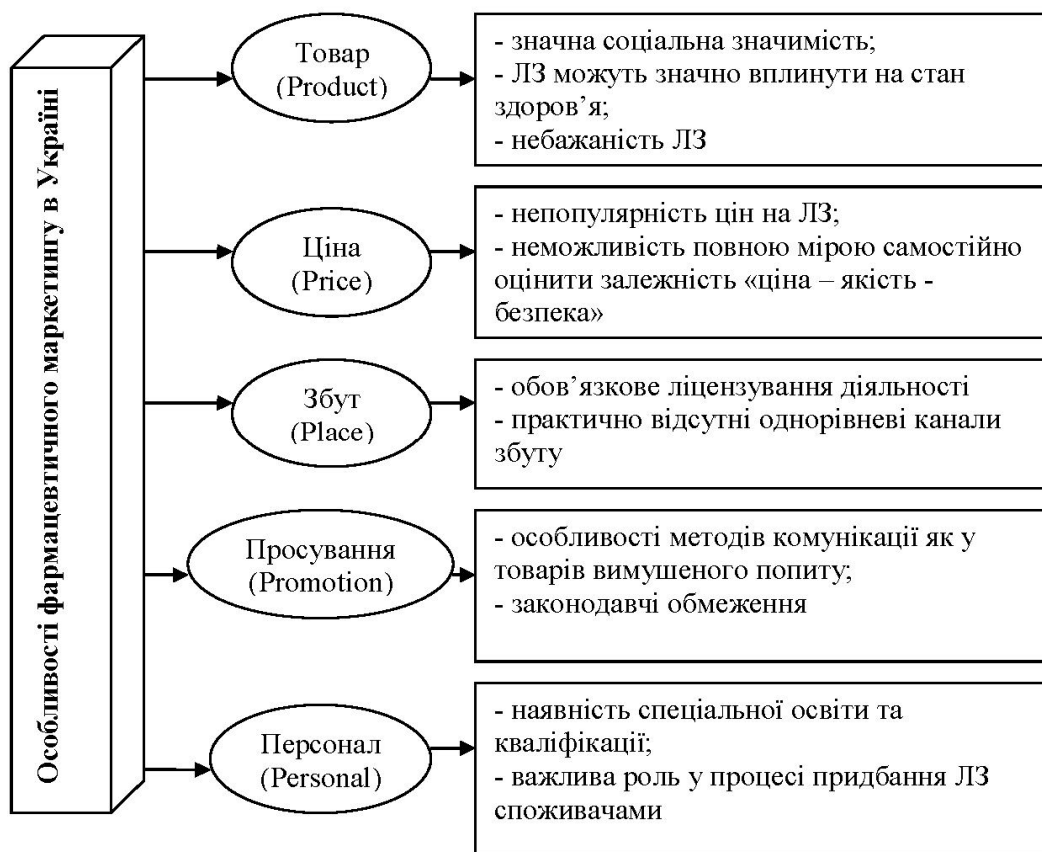 Особливості фармацевтичного маркетингу в Україні
Товар
(Product)
- значна соціальна значимість;
- ЛЗ можуть значно вплинути на стан
здоров’я;
- небажаність ЛЗ
Ціна
(Price)
- непопулярність цін на ЛЗ;
- неможливість повною мірою самостійно
оцінити залежність «ціна – якість -
безпека»
Збут
(Place)
- обов’язкове ліцензування діяльності
- практично відсутні однорівневі канали
збуту
Просування
(Promotion)
- особливості методів комунікації як у
товарів вимушеного попиту;
- законодавчі обмеження
Персонал
(Personal)
- наявність спеціальної освіти та
кваліфікації;
- важлива роль у процесі придбання ЛЗ
споживачами